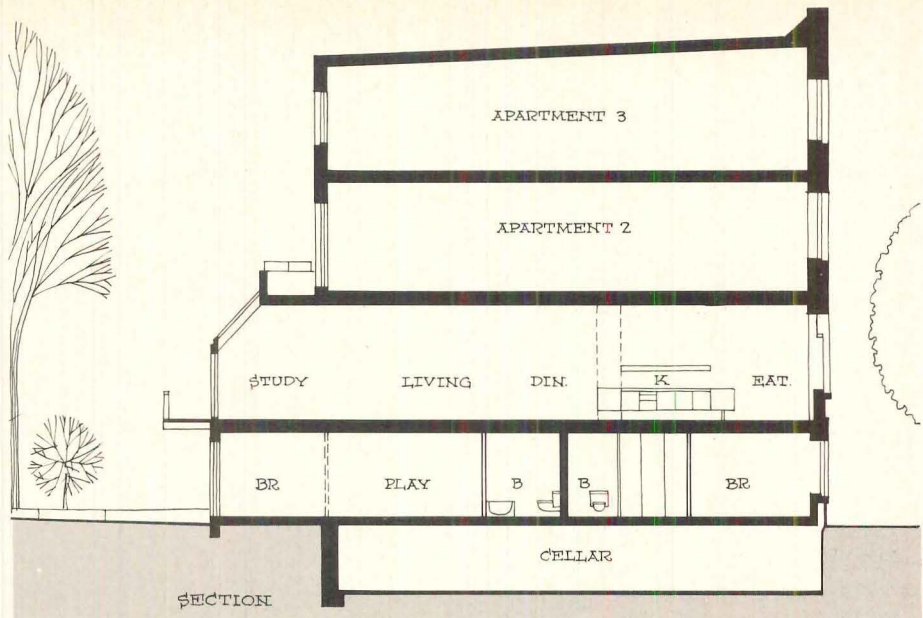 APARTMENT 3
APARTMENT 2
STUDY LIVING DIN. K EAT.
BR PLAY B B BR
CELLAR
SECTION